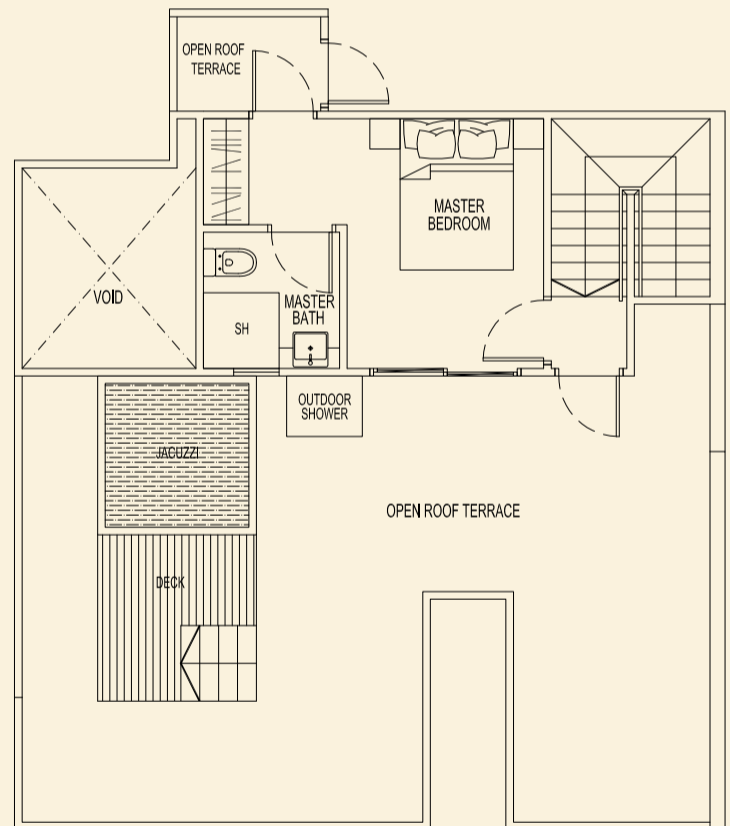 OPEN ROOF
TERRACE
MASTER
BEDROOM
VOID
MASTER
BATH
SH
OUTDOOR
SHOWER
JACUZZI
OPEN ROOF TERRACE
DECK